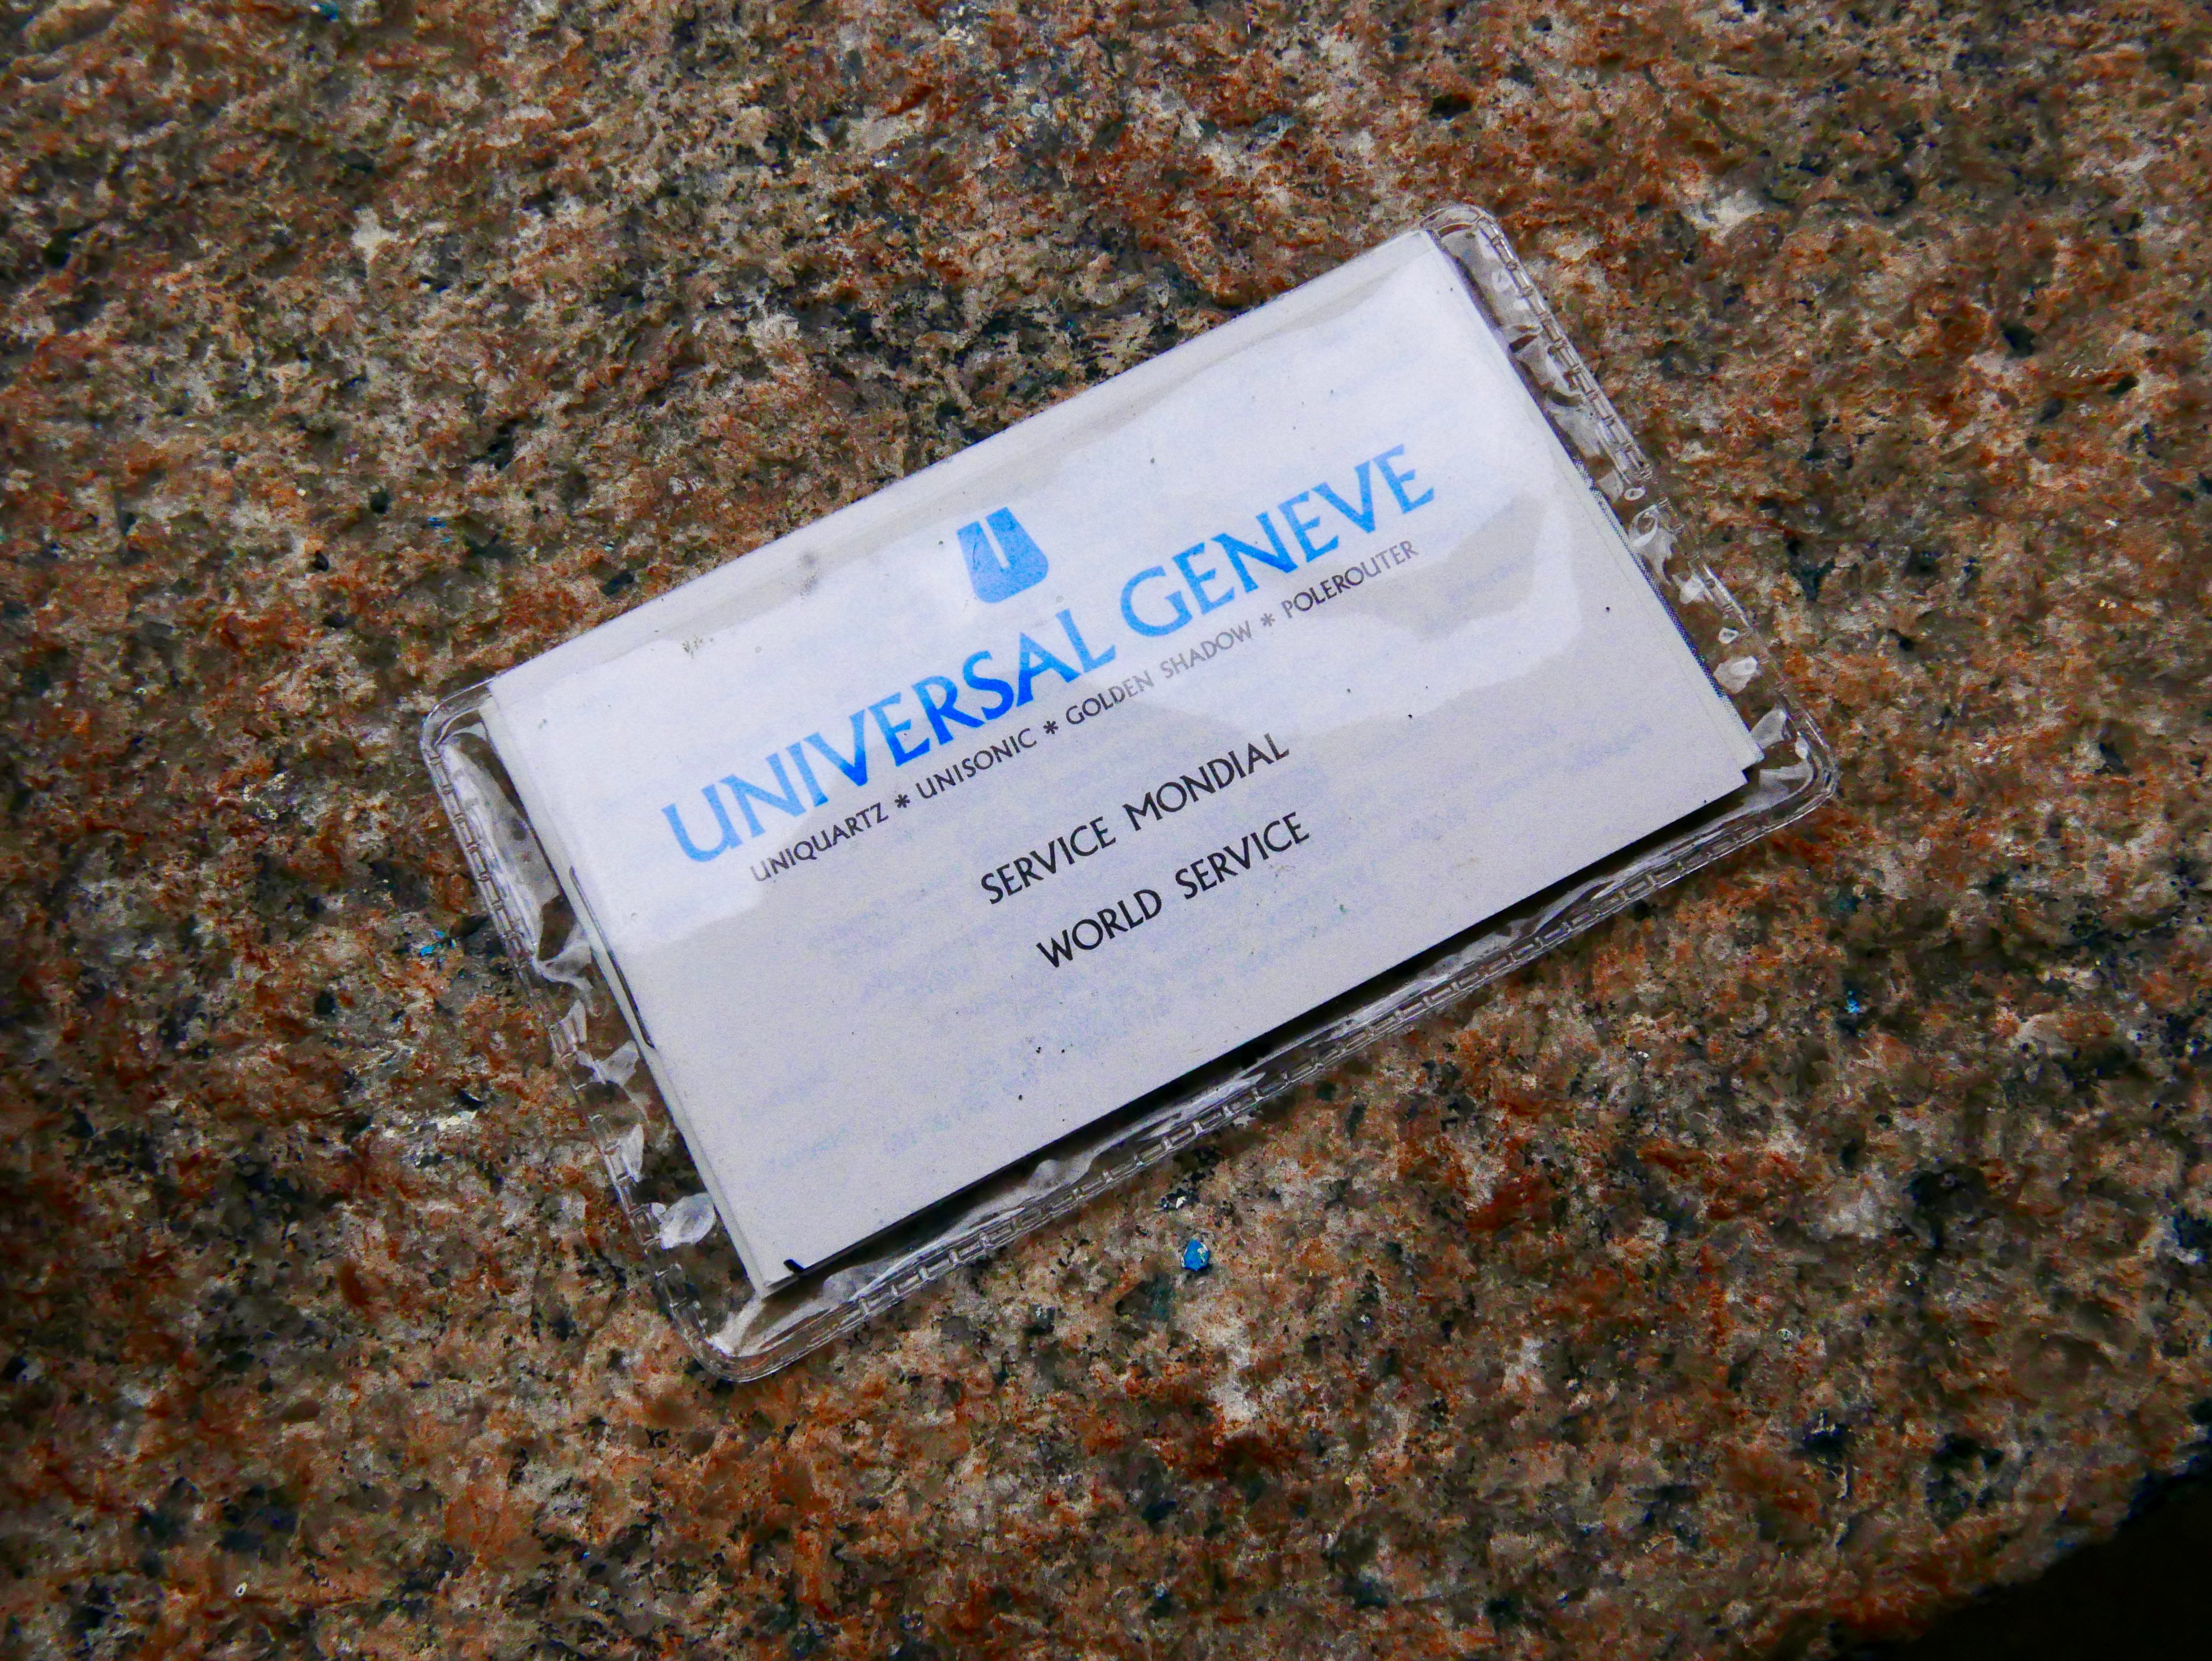 U
UNIVERSAL GENEVE
UNIQUARTZ * UNISONIC * GOLDEN SHADOW * POLEROUTER
SERVICE MONDIAL
WORLD SERVICE